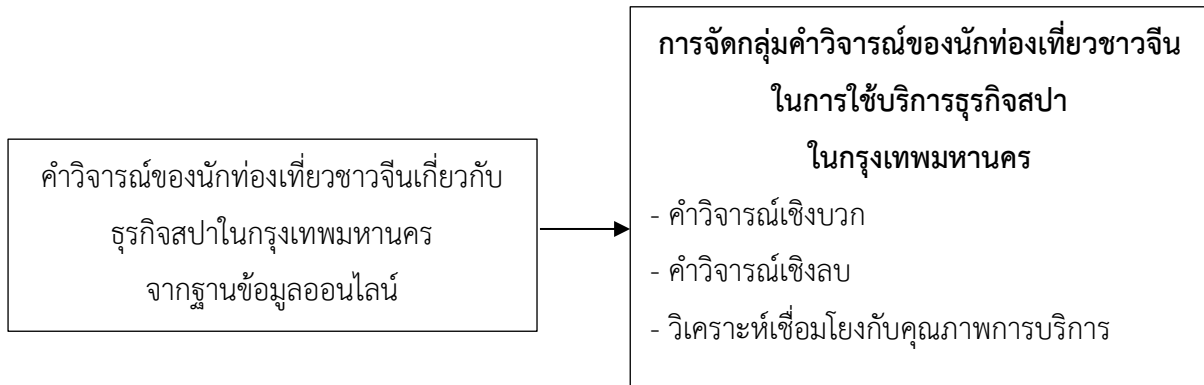 คำวิจารณ์ของนักท่องเที่ยวชาวจีนเกี่ยวกับ
ธุรกิจสปาในกรุงเทพมหานคร
จากฐานข้อมูลออนไลน์
การจัดกลุ่มคำวิจารณ์ของนักท่องเที่ยวชาวจีน
ในการใช้บริการธุรกิจสปา
ในกรุงเทพมหานคร
- คำวิจารณ์เชิงบวก
- คำวิจารณ์เชิงลบ
- วิเคราะห์เชื่อมโยงกับคุณภาพการบริการ